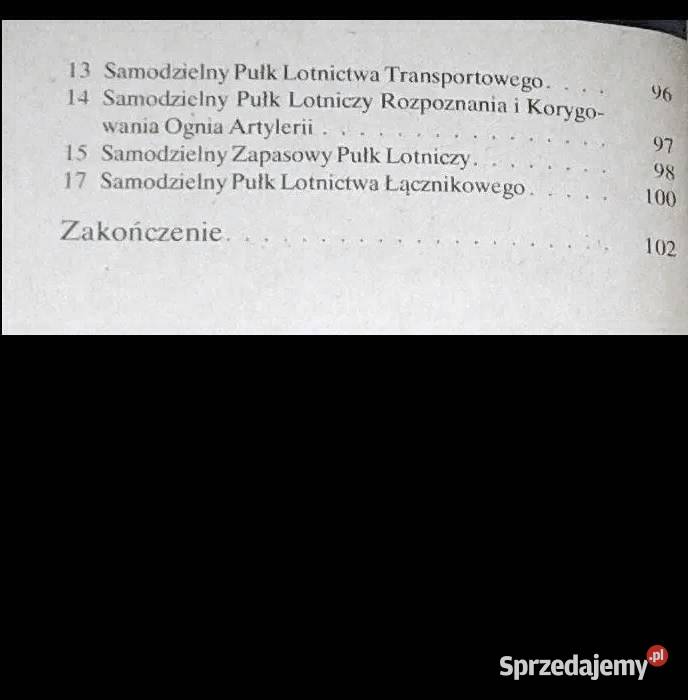 13 Samodzielny Pułk Lotnictwa Transportowego. . . . 96
14 Samodzielny Pułk Lotniczy Rozpoznania i Korygo-
wania Ognia Artylerii . . . . . . . . . . . . . . . 97
15 Samodzielny Zapasowy Pułk Lotniczy. . . . . . . . 98
17 Samodzielny Pułk Lotnictwa Łącznikowego . . . . . 100
Zakończenie. . . . . . . . . . . . . . . . . . . 102
Sprzedajemy.pl